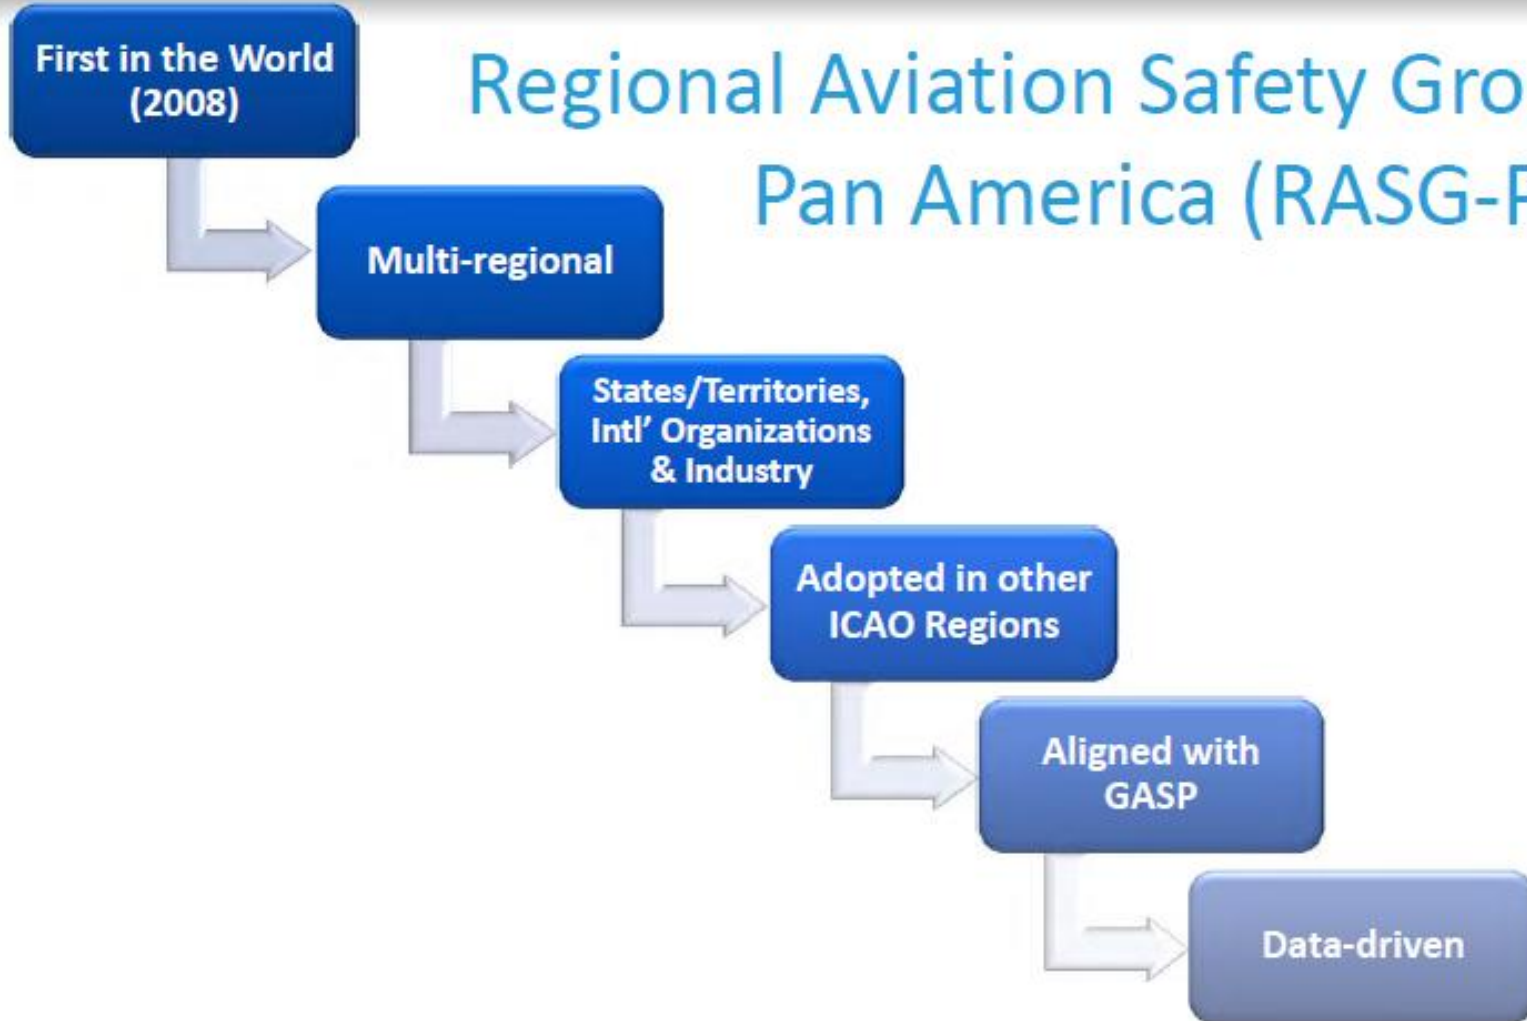 Regional Aviation Safety Gro
Pan America (RASG-P
First in the World
(2008)
Multi-regional
States/Territories,
Intl’ Organizations
& Industry
Adopted in other
ICAO Regions
Aligned with
GASP
Data-driven